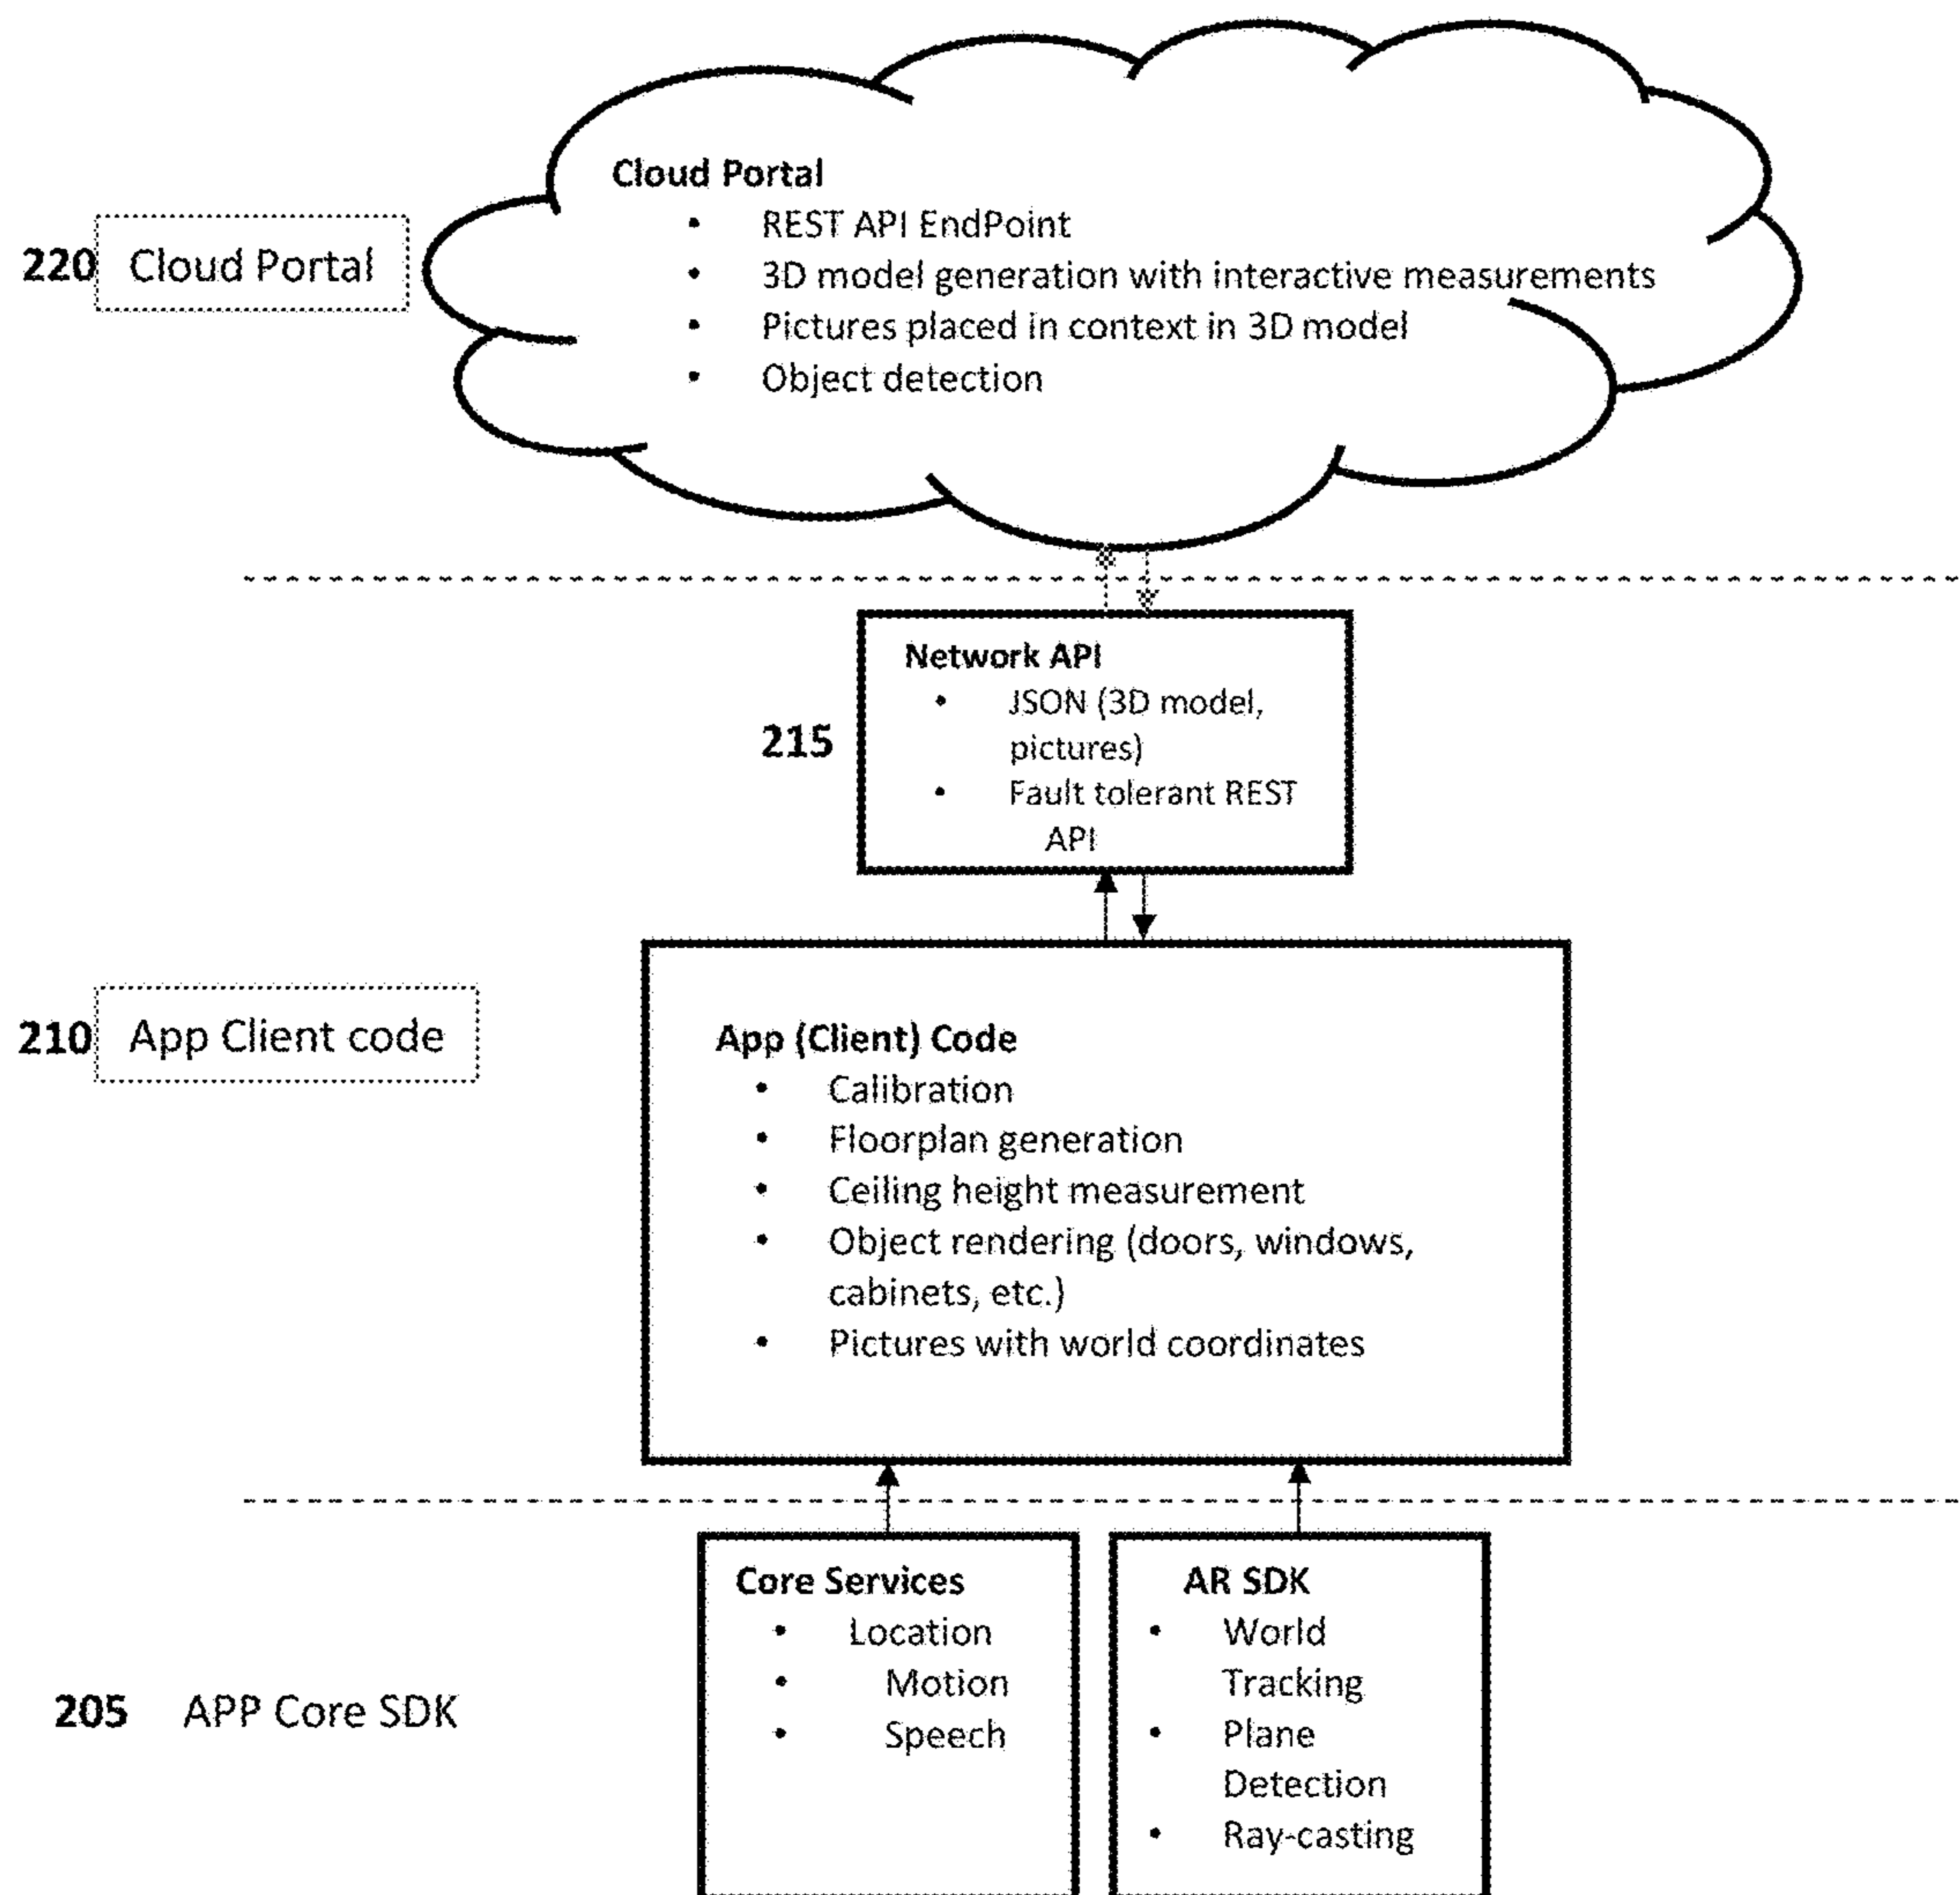 Cloud Portal
• REST API EndPoint
220 Cloud Portal
• 3D model generation with interactive measurements
• Pictures placed in context in 3D model
• Object detection
Network API
• JSON (3D model,
pictures)
215
• Fault tolerant REST
API
210 App Client code
App (Client) Code
• Calibration
• Floorplan generation
• Ceiling height measurement
• Object rendering (doors, windows,
cabinets, etc.)
• Pictures with world coordinates
205 APP Core SDK
Core Services
• Location
• Motion
• Speech
AR SDK
• World
Tracking
• Plane
Detection
• Ray-casting